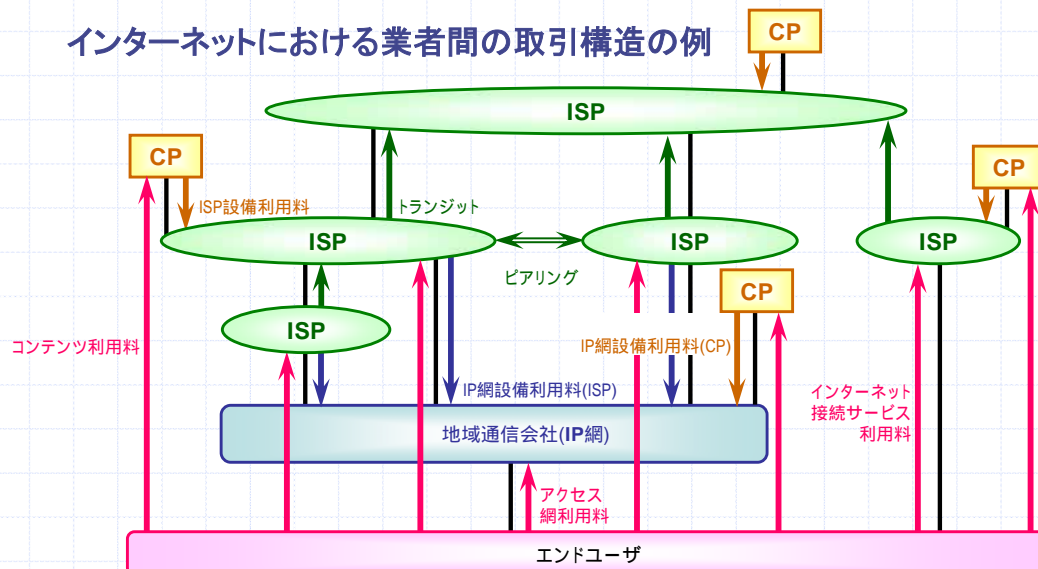 インターネットにおける業者間の取引構造の例
CP
ISP
CP
CP
ISP設備利用料
トランジット
ISP
ISP
ISP
ピアリング
CP
ISP
コンテンツ利用料
IP網設備利用料(CP)
IP網設備利用料(ISP)
インターネット
接続サービス
利用料
地域通信会社(IP網)
アクセス
網利用料
エンドユーザ